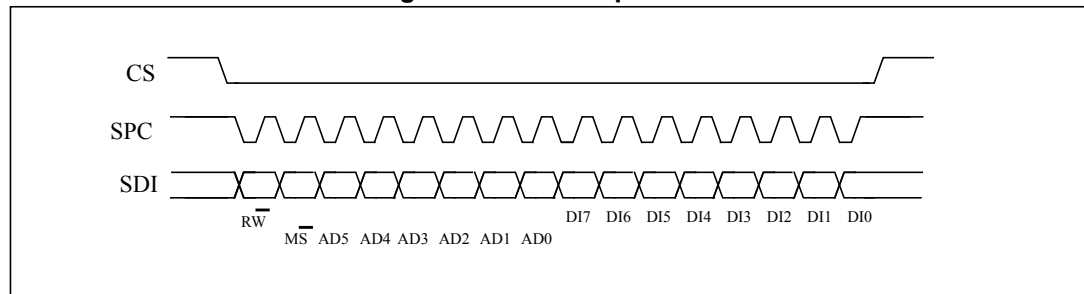 CS
SPC
SDI
RW DI7 DI6 DI5 DI4 DI3 DI2 DI1 DI0
MS AD5 AD4 AD3 AD2 AD1 AD0